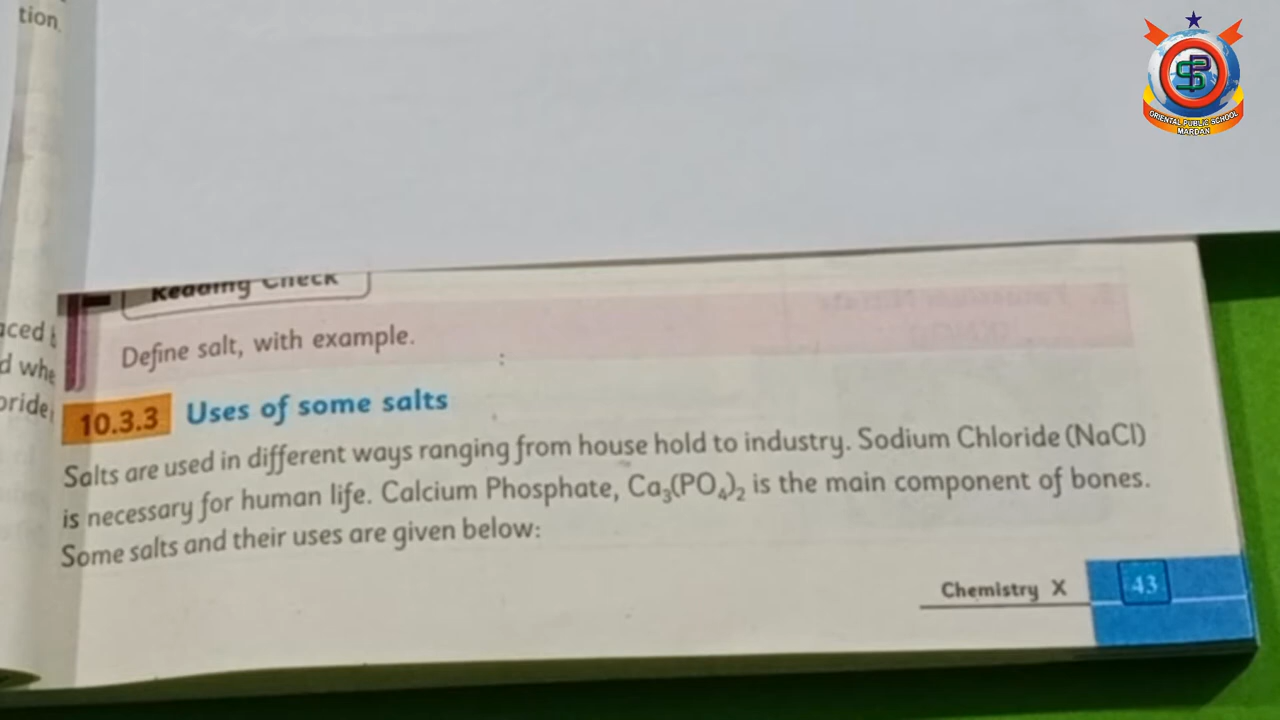 tion.
ORIENTAL PUBLIC SCHOOL
MARDAN
Reading Check
Define salt, with example.
10.3.3 Uses of some salts
Salts are used in different ways ranging from house hold to industry. Sodium Chloride (NaCl)
is necessary for human life. Calcium Phosphate, Ca₃(PO₄)₂ is the main component of bones.
Some salts and their uses are given below:
Chemistry X 43